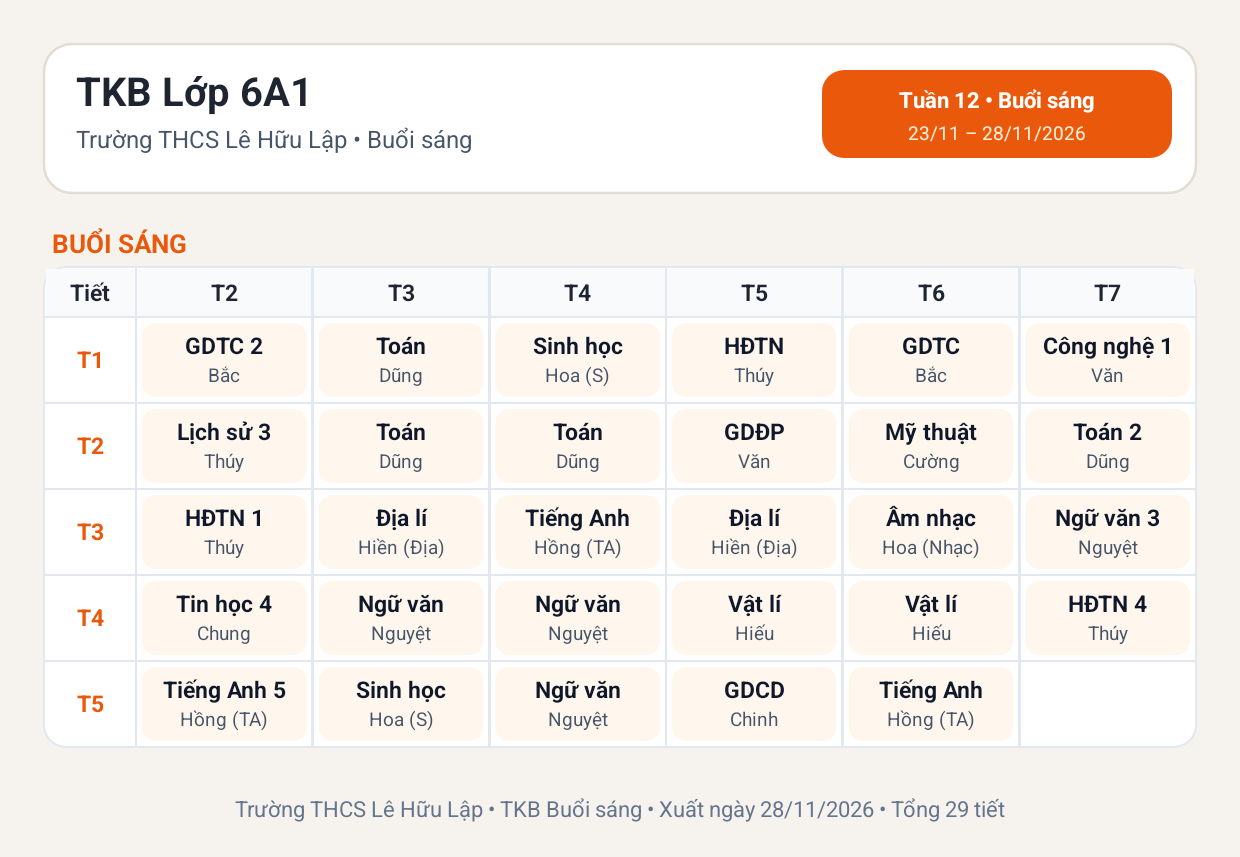 TKB Lớp 6A1
Trường THCS Lê Hữu Lập • Buổi sáng
Tuần 12 • Buổi sáng
23/11 – 28/11/2026
BUỔI SÁNG
Tiết T2 T3 T4 T5 T6 T7
T1 GDTC 2 Toán Sinh học HĐTN GDTC Công nghệ 1
Bắc Dũng Hoa (S) Thúy Bắc Văn
T2 Lịch sử 3 Toán Toán GDĐP Mỹ thuật Toán 2
Thúy Dũng Dũng Văn Cường Dũng
T3 HĐTN 1 Địa lí Tiếng Anh Địa lí Âm nhạc Ngữ văn 3
Thúy Hiền (Địa) Hồng (TA) Hiền (Địa) Hoa (Nhạc) Nguyệt
T4 Tin học 4 Ngữ văn Ngữ văn Vật lí Vật lí HĐTN 4
Chung Nguyệt Nguyệt Hiếu Hiếu Thúy
T5 Tiếng Anh 5 Sinh học Ngữ văn GDCD Tiếng Anh
Hồng (TA) Hoa (S) Nguyệt Chinh Hồng (TA)
Trường THCS Lê Hữu Lập • TKB Buổi sáng • Xuất ngày 28/11/2026 • Tổng 29 tiết